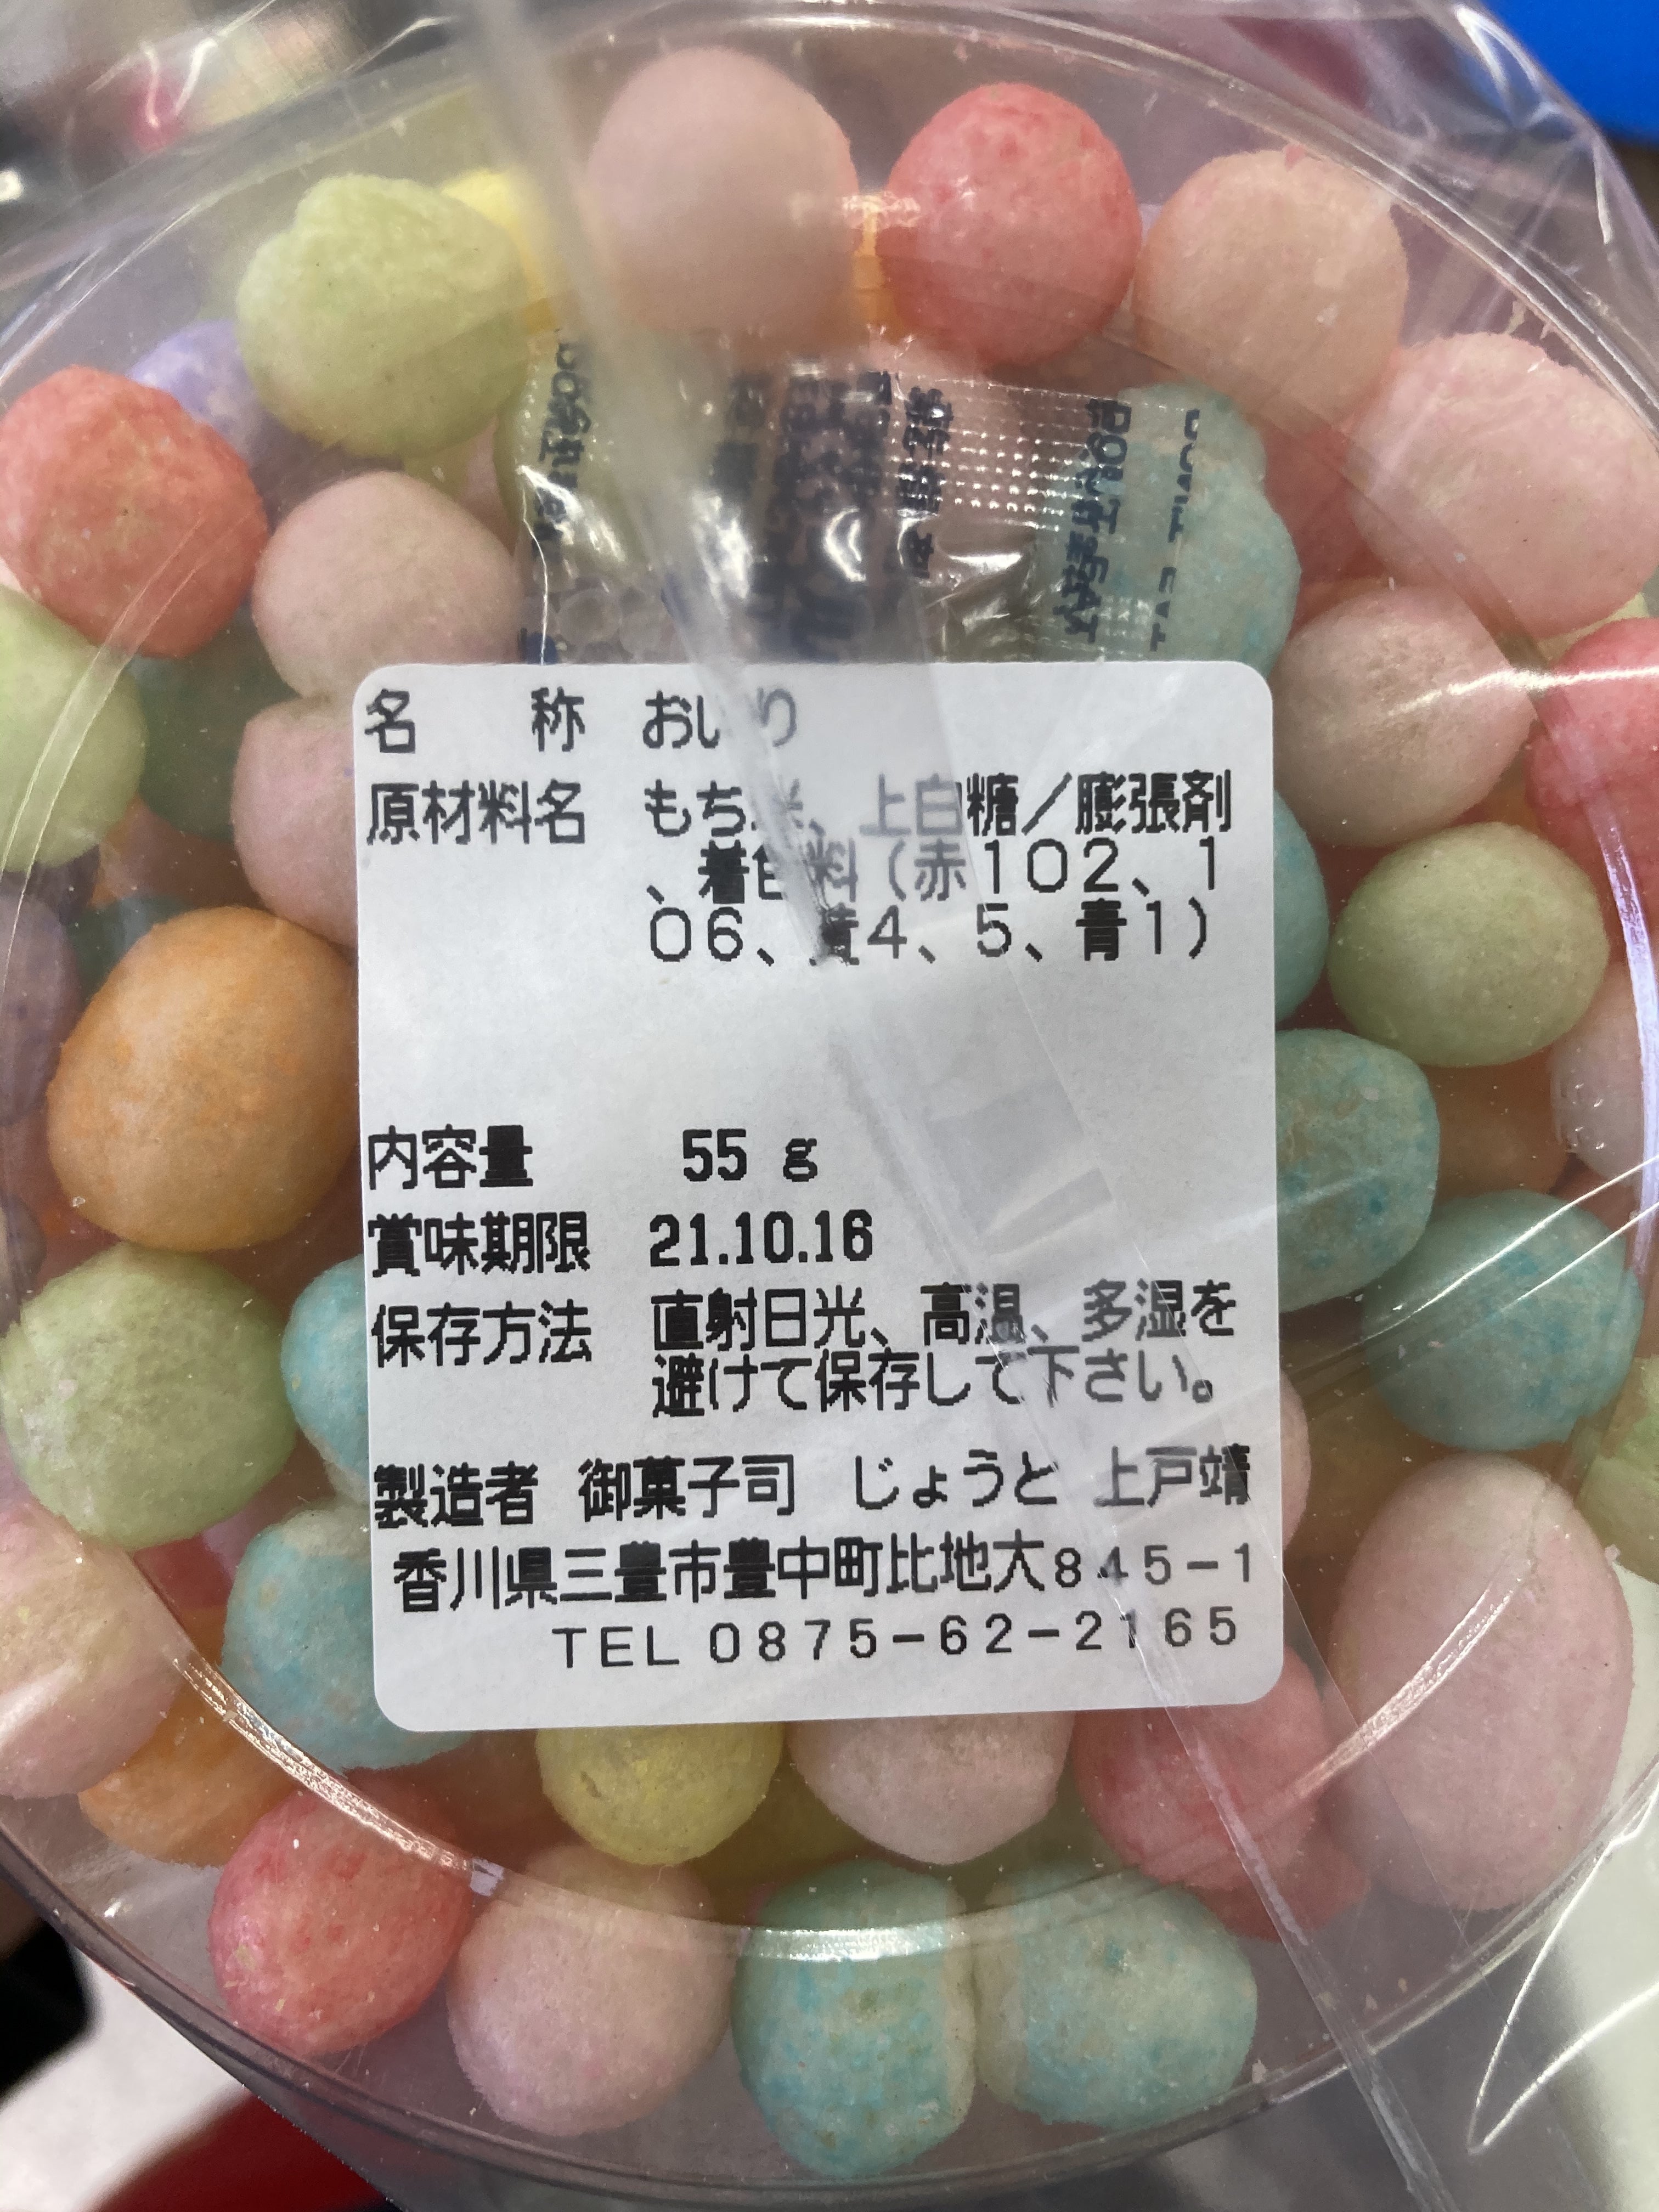 名称 おいり
原材料名 もち米、上白糖／膨張剤
、着色料（赤１０２、１
０６、黄４、５、青１）
内容量 55 g
賞味期限 21.10.16
保存方法 直射日光、高温、多湿を
避けて保存して下さい。
製造者 御菓子司 じょうと 上戸靖
香川県三豊市豊中町比地大845-1
TEL 0875-62-2165